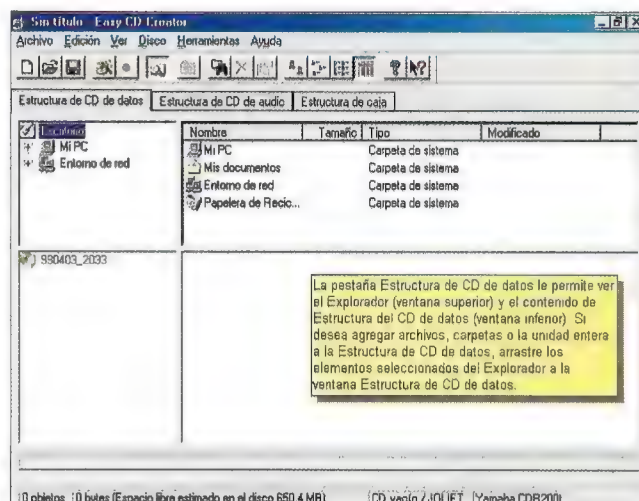 Sin título - Easy CD Creator
Archivo Edición Ver Disco Herramientas Ayuda
Estructura de CD de datos Estructura de CD de audio Estructura de caja
Escritorio
Mi PC
Entorno de red
Nombre Tamaño Tipo Modificado
Mi PC Carpeta de sistema
Mis documentos Carpeta de sistema
Entorno de red Carpeta de sistema
Papelera de Recic... Carpeta de sistema
990403_2033
La pestaña Estructura de CD de datos le permite ver
el Explorador (ventana superior) y el contenido de
Estructura del CD de datos (ventana inferior) Si
desea agregar archivos, carpetas o la unidad entera
a la Estructura de CD de datos, arrastre los
elementos seleccionados del Explorador a la
ventana Estructura de CD de datos.
0 objetos 0 bytes (Espacio libre estimado en el disco 650.4 MB) CD vacío / JOLIET Yamaha CDR200